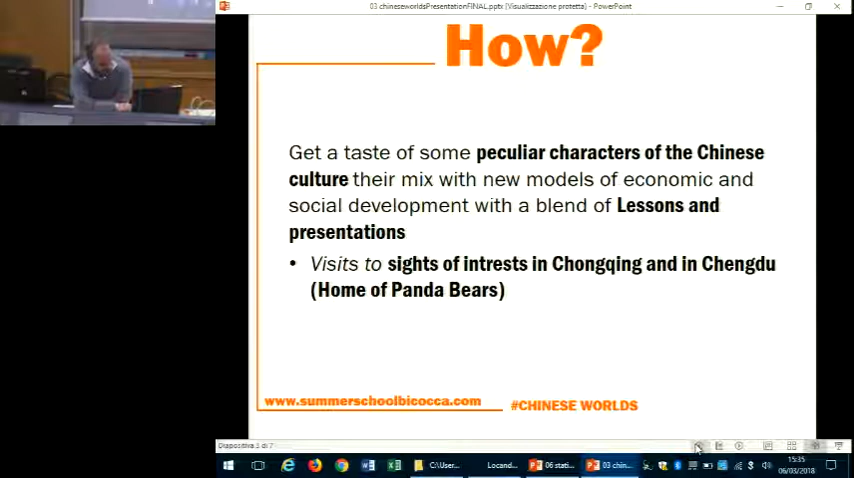 03 chineseworldsPresentationFINAL.pptx [Visualizzazione protetta] - PowerPoint
How?
Get a taste of some peculiar characters of the Chinese
culture their mix with new models of economic and
social development with a blend of Lessons and
presentations
• Visits to sights of intrests in Chongqing and in Chengdu
(Home of Panda Bears)
www.summerschoolbicocca.com
#CHINESE WORLDS
Diapositiva 3 di 7
C:\User...
Locand...
06 stati...
03 chin...
15:35
06/03/2018